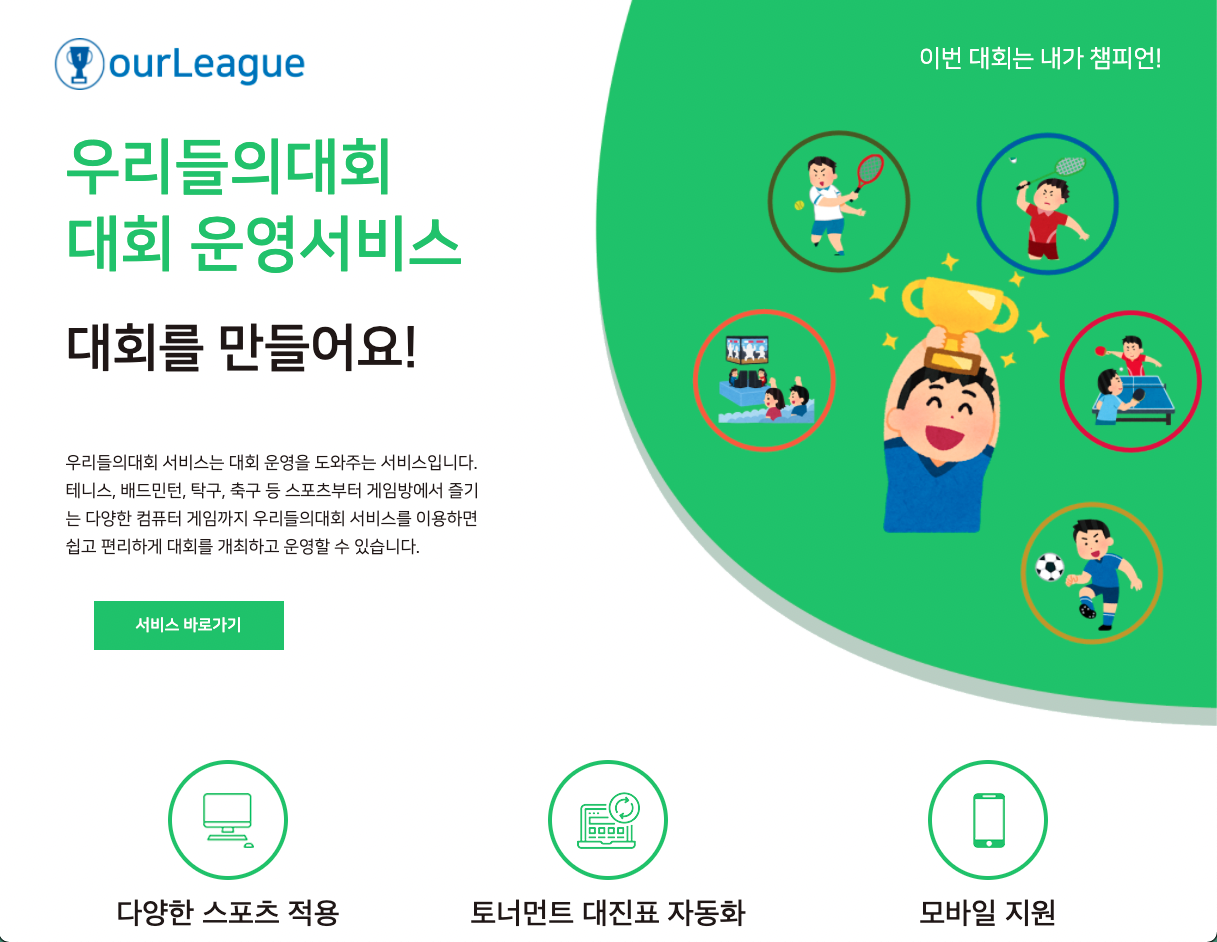 ourLeague
이번 대회는 내가 챔피언!
우리들의대회
대회 운영서비스
대회를 만들어요!
우리들의대회 서비스는 대회 운영을 도와주는 서비스입니다.
테니스, 배드민턴, 탁구, 축구 등 스포츠부터 게임방에서 즐기
는 다양한 컴퓨터 게임까지 우리들의대회 서비스를 이용하면
쉽고 편리하게 대회를 개최하고 운영할 수 있습니다.
서비스 바로가기
다양한 스포츠 적용
토너먼트 대진표 자동화
모바일 지원